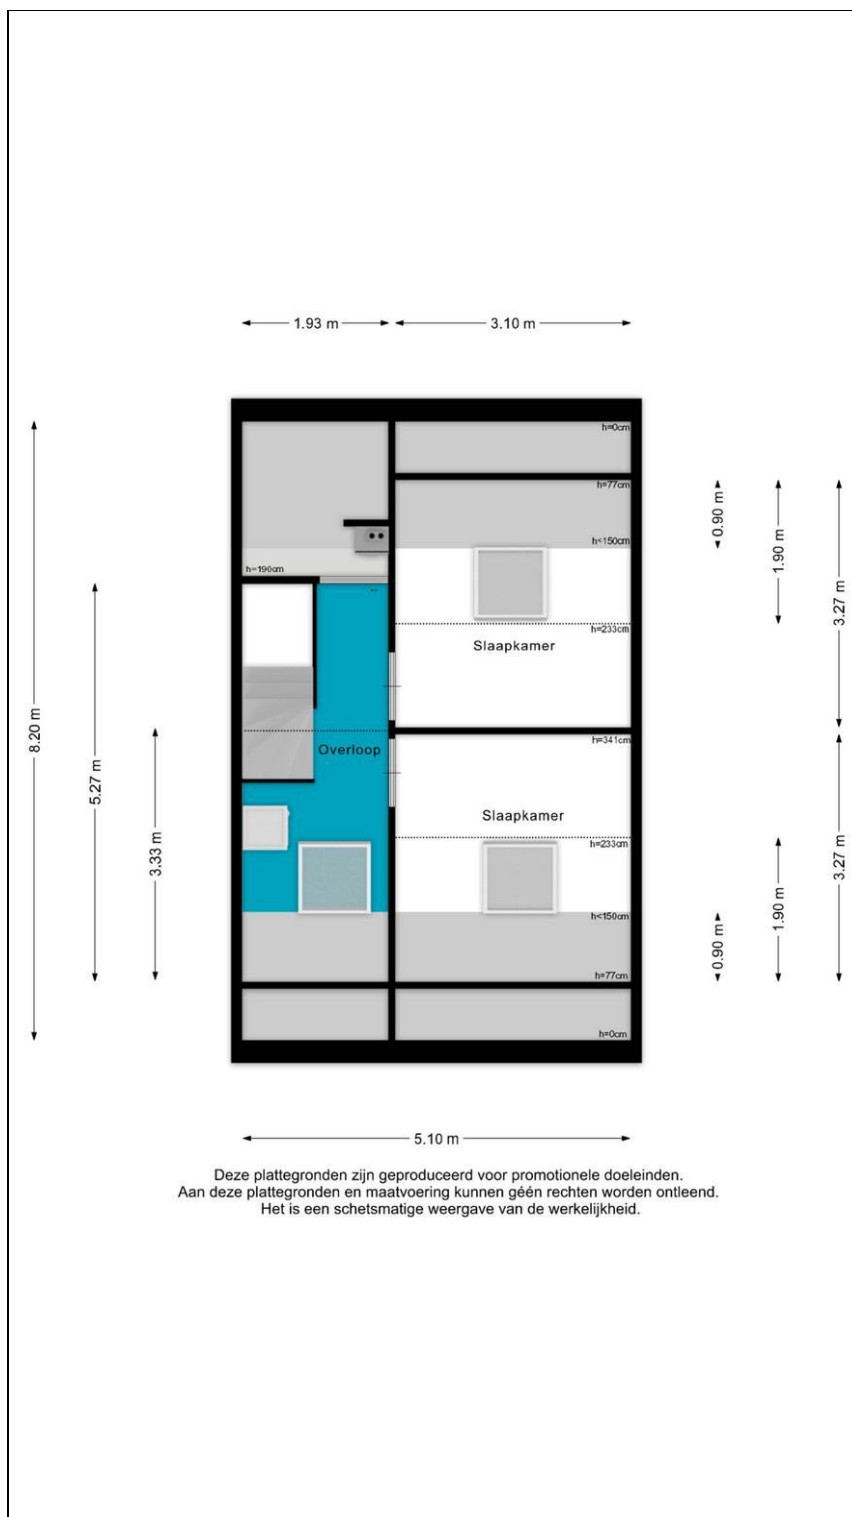 1.93 m
3.10 m
h=0cm
h=77cm
0.90 m
h<150cm
1.90 m
h=190cm
3.27 m
h=233cm
Slaapkamer
8.20 m
5.27 m
Overloop
h=341cm
3.33 m
Slaapkamer
h=233cm
3.27 m
1.90 m
h<150cm
0.90 m
h=77cm
h=0cm
5.10 m
Deze plattegronden zijn geproduceerd voor promotionele doeleinden.
Aan deze plattegronden en maatvoering kunnen géén rechten worden ontleend.
Het is een schetsmatige weergave van de werkelijkheid.